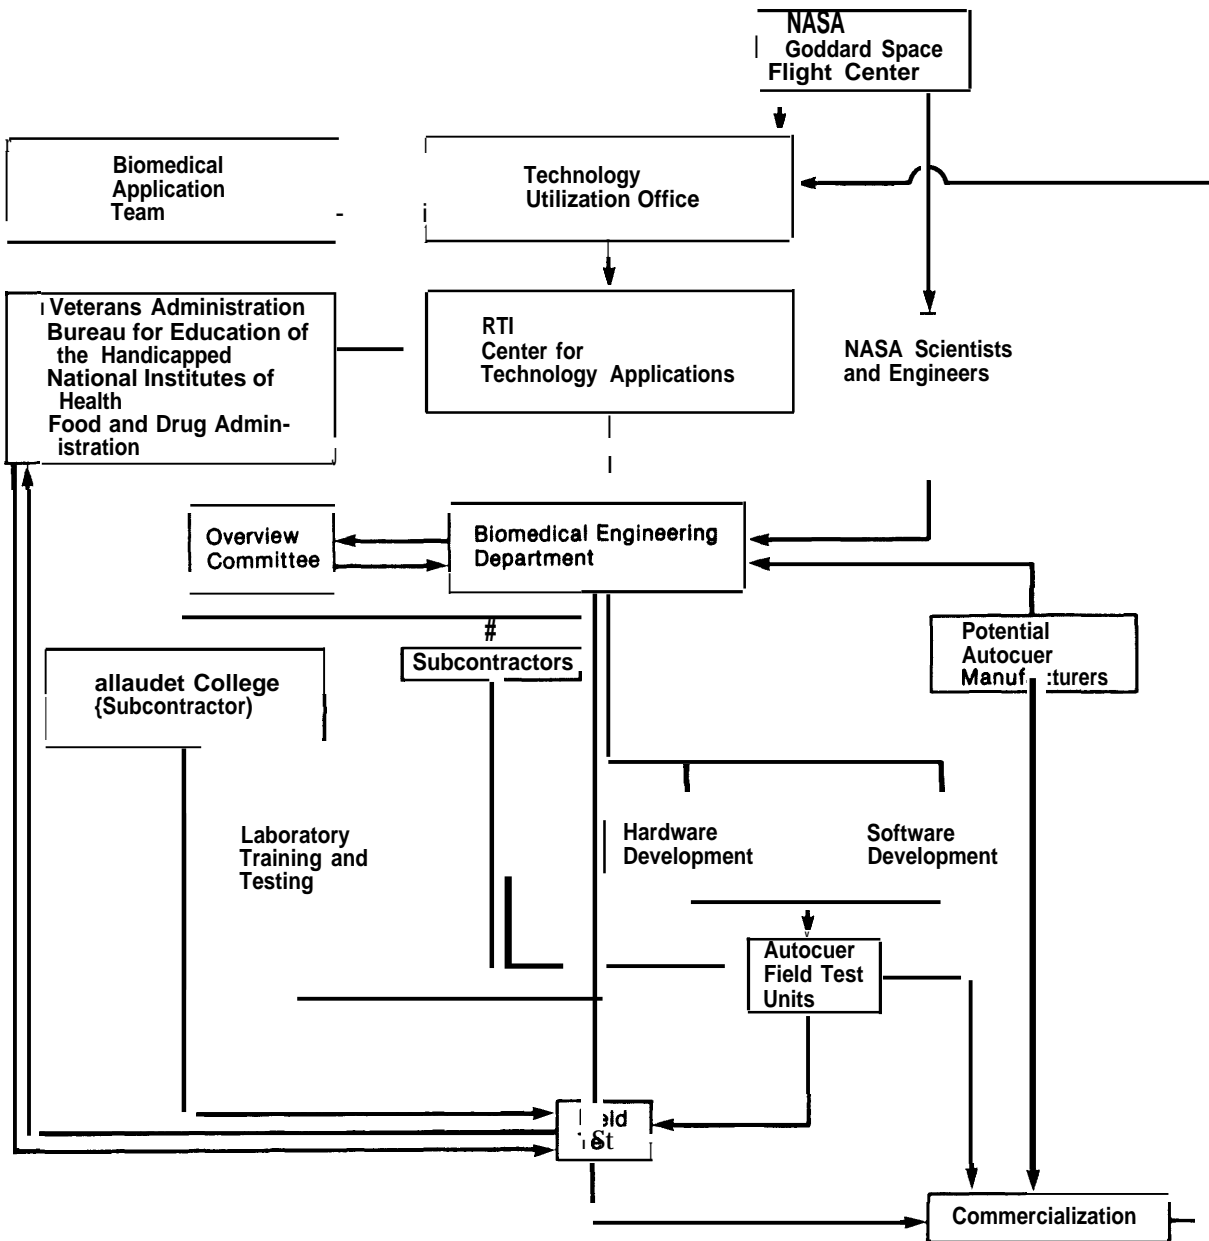 NASA
Goddard Space
Flight Center
Biomedical
Application
Team
Technology
Utilization Office
Veterans Administration
Bureau for Education of
the Handicapped
National Institutes of
Health
Food and Drug Admin-
istration
RTI
Center for
Technology Applications
NASA Scientists
and Engineers
Overview
Committee
Biomedical Engineering
Department
#
Subcontractors
Potential
Autocuer
Manuf turers
allaudet College
{Subcontractor)
Laboratory
Training and
Testing
Hardware
Development
Software
Development
Autocuer
Field Test
Units
eld
Commercialization